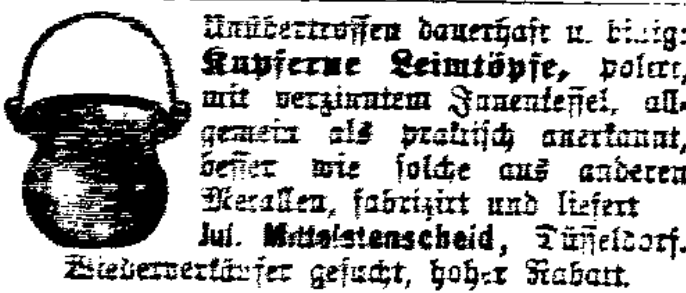 Unübertroffen dauerhaft u. billig:
Kupferne Leimtöpfe, polirt,
mit verzinntem Innenkessel, all-
gemein als praktisch anerkannt,
besser wie solche aus anderen
Metallen, fabrizirt und liefert
Jul. Mittelstenscheid, Düsseldorf.
Wiederverkäufer gesucht, hoher Rabatt.